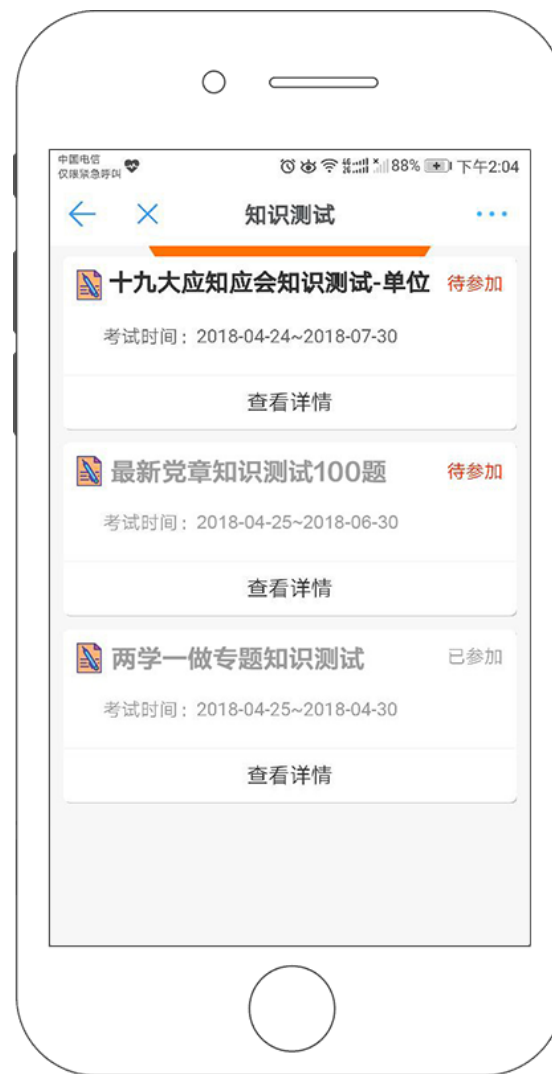 中国电信
仅限紧急呼叫
88% 下午2:04
知识测试
十九大应知应会知识测试-单位 待参加
考试时间：2018-04-24~2018-07-30
查看详情
最新党章知识测试100题 待参加
考试时间：2018-04-25~2018-06-30
查看详情
两学一做专题知识测试 已参加
考试时间：2018-04-25~2018-04-30
查看详情